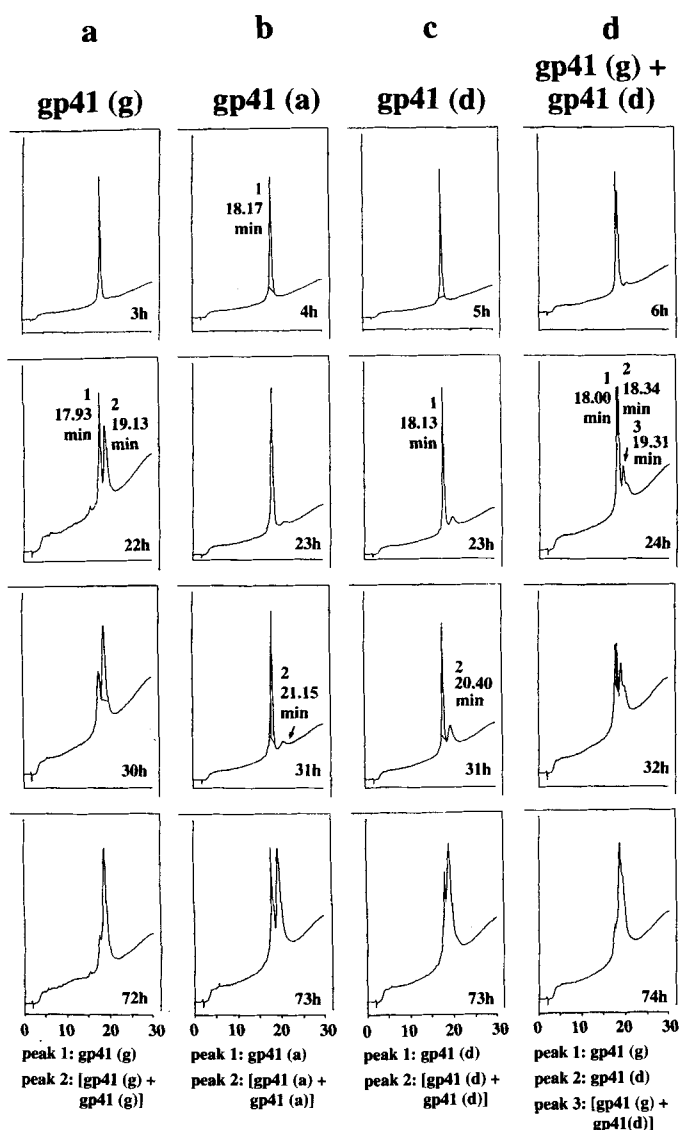 a
gp41 (g)
b
gp41 (a)
c
gp41 (d)
d
gp41 (g) +
gp41 (d)
3h
1
18.17
min
4h
5h
6h
1
17.93
min
2
19.13
min
22h
23h
1
18.13
min
23h
1
18.00
min
2
18.34
min
3
19.31
min
24h
30h
2
21.15
min
31h
2
20.40
min
31h
32h
72h
73h
73h
74h
0 10 20 30
0 10 20 30
0 10 20 30
0 10 20 30
peak 1: gp41 (g)
peak 2: [gp41 (g) +
gp41 (g)]
peak 1: gp41 (a)
peak 2: [gp41 (a) +
gp41 (a)]
peak 1: gp41 (d)
peak 2: [gp41 (d) +
gp41 (d)]
peak 1: gp41 (g)
peak 2: gp41 (d)
peak 3: [gp41 (g) +
gp41(d)]